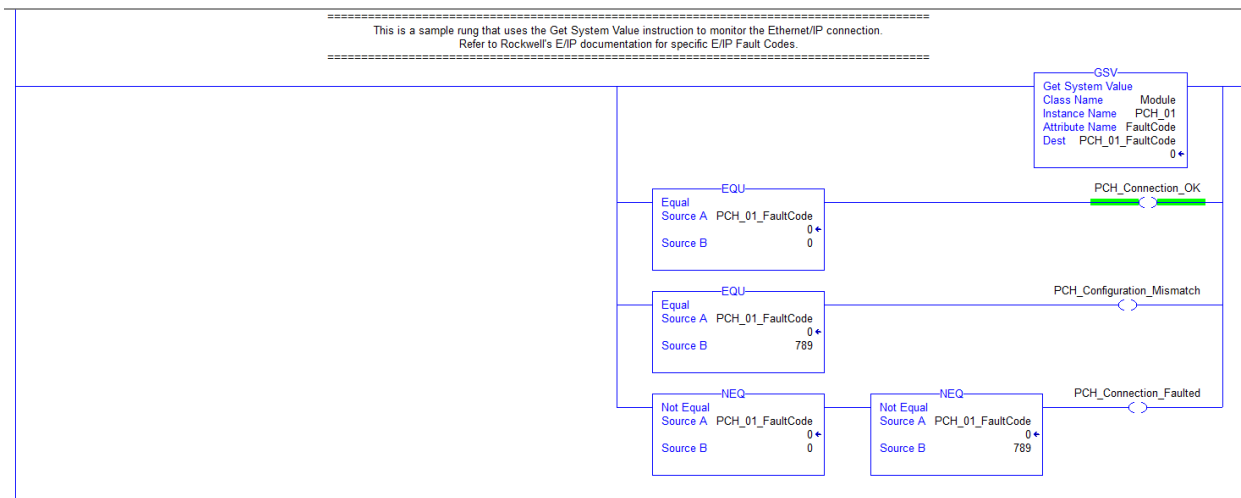 ================================================================================
This is a sample rung that uses the Get System Value instruction to monitor the Ethernet/IP connection.
Refer to Rockwell's E/IP documentation for specific E/IP Fault Codes.
================================================================================
GSV
Get System Value
Class Name Module
Instance Name PCH_01
Attribute Name FaultCode
Dest PCH_01_FaultCode
0
EQU
Equal
Source A PCH_01_FaultCode
0
Source B 0
PCH_Connection_OK
EQU
Equal
Source A PCH_01_FaultCode
0
Source B 789
PCH_Configuration_Mismatch
NEQ
Not Equal
Source A PCH_01_FaultCode
0
Source B 0
NEQ
Not Equal
Source A PCH_01_FaultCode
0
Source B 789
PCH_Connection_Faulted